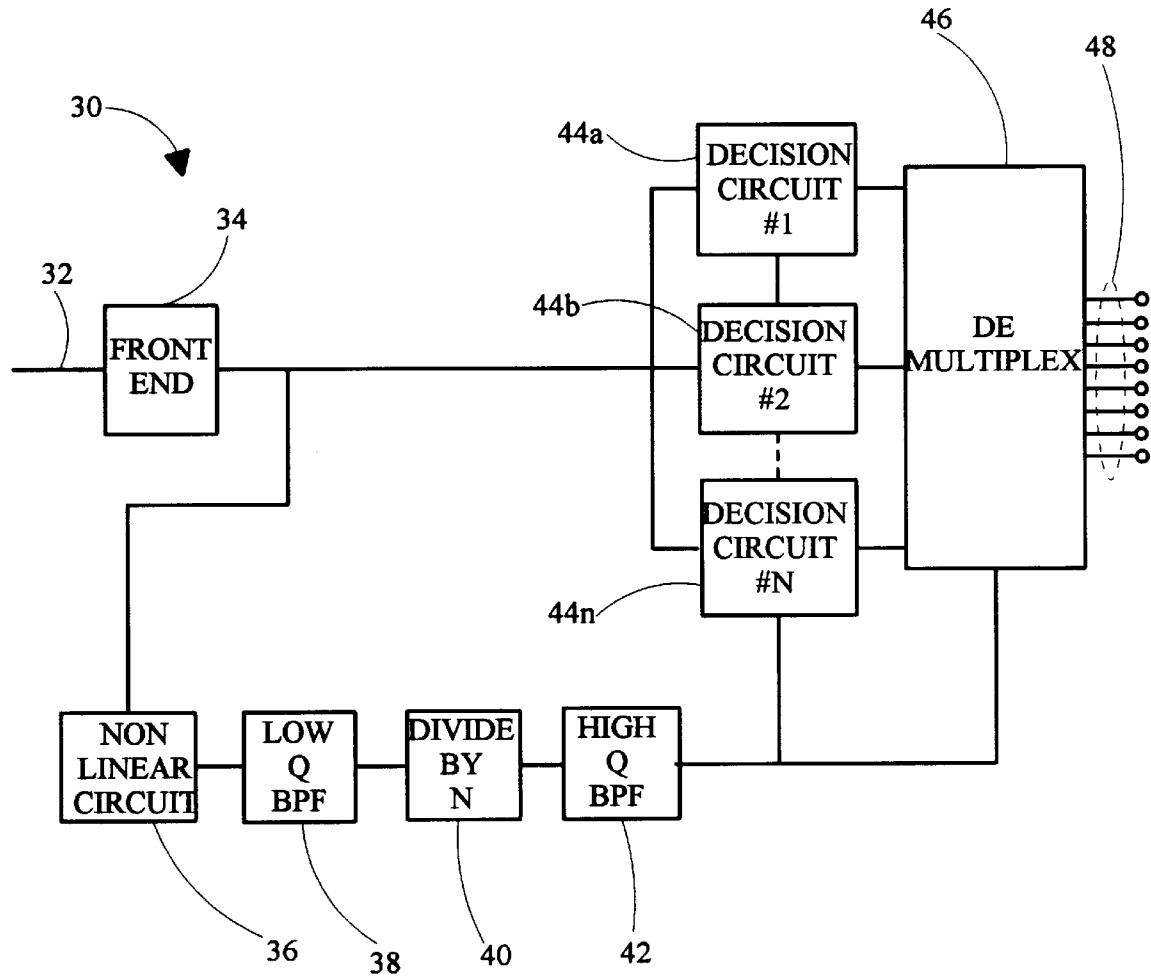 46
48
30
44a
DECISION
CIRCUIT
#1
34
32
44b
FRONT
END
DECISION
CIRCUIT
#2
DE
MULTIPLEX
DECISION
CIRCUIT
#N
44n
NON
LINEAR
CIRCUIT
LOW
Q
BPF
DIVIDE
BY
N
HIGH
Q
BPF
36
38
40
42